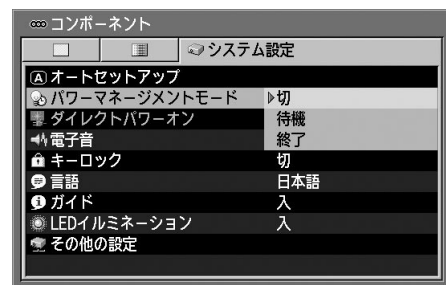 コンポーネント
システム設定
A オートセットアップ
パワーマネージメントモード 切
ダイレクトパワーオン 待機
電子音 終了
キーロック 切
言語 日本語
ガイド 入
LEDイルミネーション 入
その他の設定